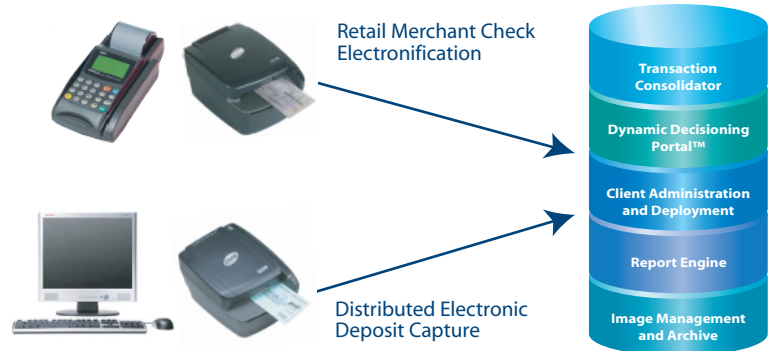 Retail Merchant Check
Electronification
Transaction
Consolidator
Dynamic Decisioning
Portal™
Client Administration
and Deployment
Report Engine
Distributed Electronic
Deposit Capture
Image Management
and Archive